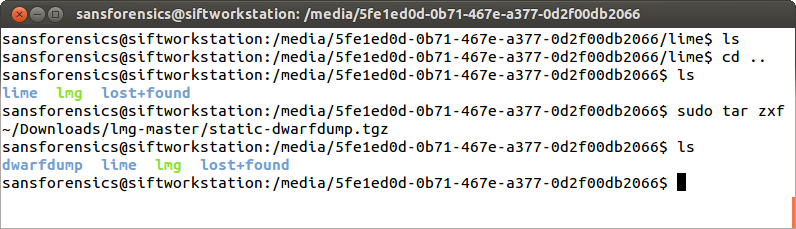 sansforensics@siftworkstation: /media/5fe1ed0d-0b71-467e-a377-0d2f00db2066
sansforensics@siftworkstation:/media/5fe1ed0d-0b71-467e-a377-0d2f00db2066/lime$ ls
sansforensics@siftworkstation:/media/5fe1ed0d-0b71-467e-a377-0d2f00db2066/lime$ cd ..
sansforensics@siftworkstation:/media/5fe1ed0d-0b71-467e-a377-0d2f00db2066$ ls
lime  lmg  lost+found
sansforensics@siftworkstation:/media/5fe1ed0d-0b71-467e-a377-0d2f00db2066$ sudo tar zxf
~/Downloads/lmg-master/static-dwarfdump.tgz
sansforensics@siftworkstation:/media/5fe1ed0d-0b71-467e-a377-0d2f00db2066$ ls
dwarfdump  lime  lmg  lost+found
sansforensics@siftworkstation:/media/5fe1ed0d-0b71-467e-a377-0d2f00db2066$